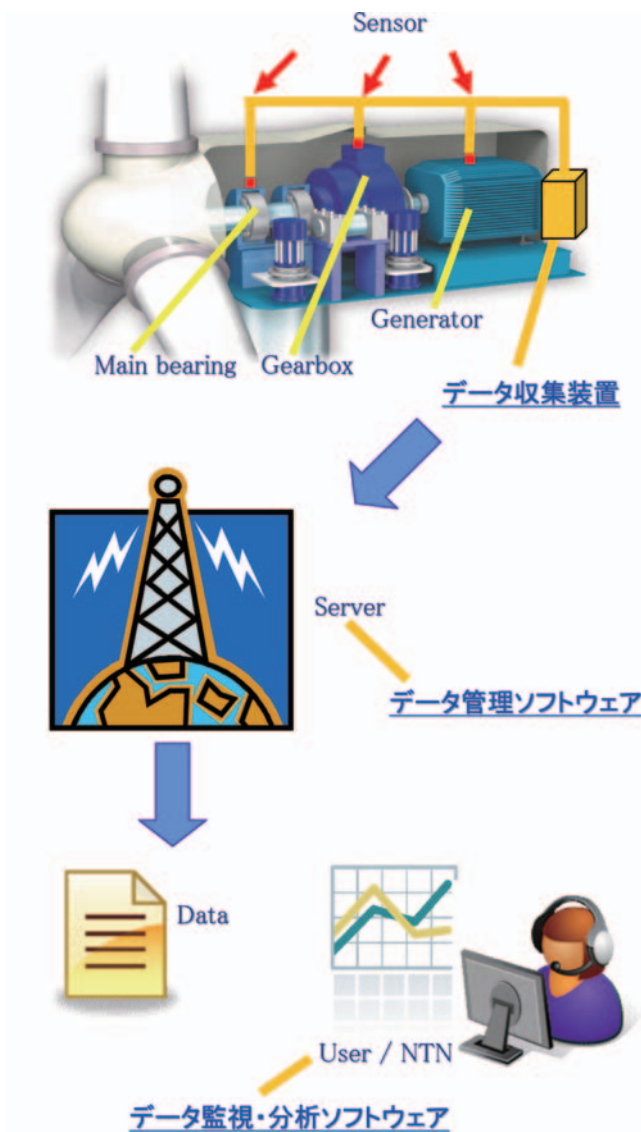 Sensor
Generator
Main bearing
Gearbox
データ収集装置
Server
データ管理ソフトウェア
Data
User / NTN
データ監視・分析ソフトウェア